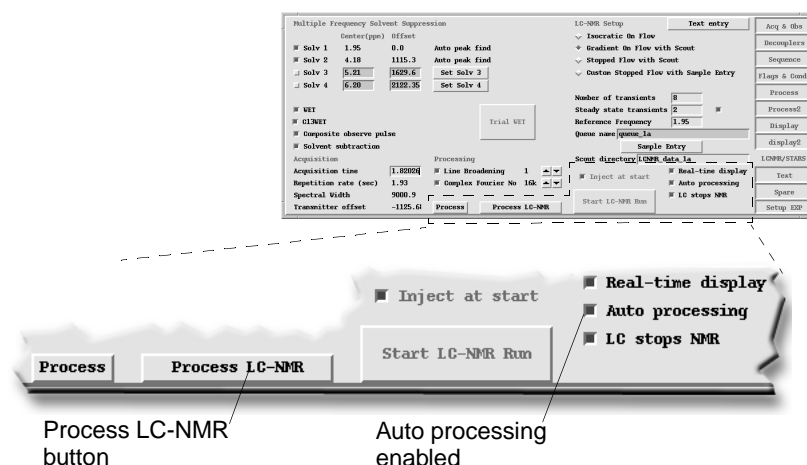 Multiple Frequency Solvent Suppression
Center(ppm) Offset
Solv 1 1.95 0.0 Auto peak find
Solv 2 4.18 1115.3 Auto peak find
Solv 3 5.21 1629.6 Set Solv 3
Solv 4 6.20 2122.35 Set Solv 4
WET
C13WET
Composite observe pulse
Solvent subtraction
Trial WET
Acquisition
Acquisition time 1.82026
Repetition rate (sec) 1.93
Spectral Width 9000.9
Transmitter offset -1125.68
Processing
Line Broadening 1
Complex Fourier No 16k
Process Process LC-NMR
LC-NMR Setup Text entry
Isocratic On Flow
Gradient On Flow with Scout
Stopped Flow with Scout
Custom Stopped Flow with Sample Entry
Number of transients 8
Steady state transients 2
Reference Frequency 1.95
Queue name queue_1a
Sample Entry
Scout directory LCNMR_data_1a
Inject at start
Start LC-NMR Run
Real-time display
Auto processing
LC stops NMR
Acq & Obs
Decouplers
Sequence
Flags & Cond
Process
Process2
Display
display2
LCNMR/STARS
Text
Spare
Setup EXP
Inject at start
Real-time display
Auto processing
LC stops NMR
Start LC-NMR Run
Process
Process LC-NMR
Process LC-NMR
button
Auto processing
enabled